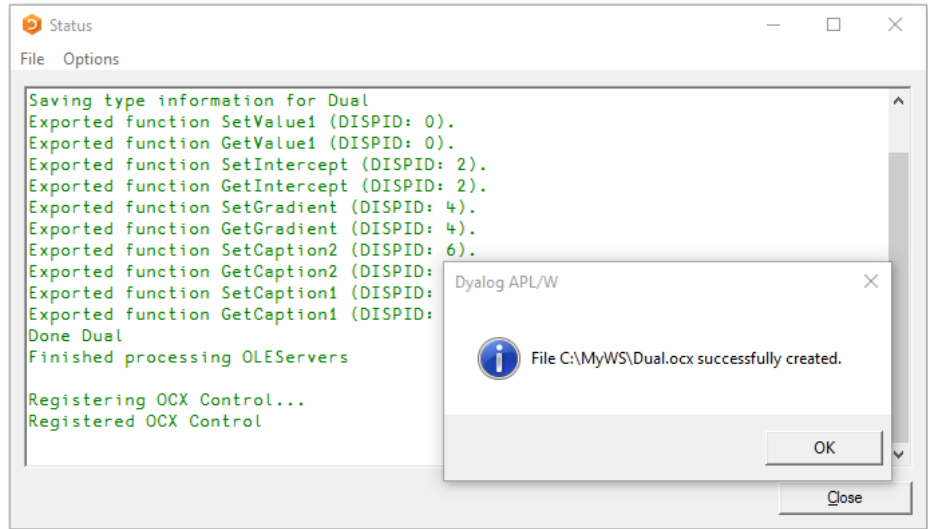 Status
File Options
Saving type information for Dual
Exported function SetValue1 (DISPID: 0).
Exported function GetValue1 (DISPID: 0).
Exported function SetIntercept (DISPID: 2).
Exported function GetIntercept (DISPID: 2).
Exported function SetGradient (DISPID: 4).
Exported function GetGradient (DISPID: 4).
Exported function SetCaption2 (DISPID: 6).
Exported function GetCaption2 (DISPID:
Exported function SetCaption1 (DISPID:
Exported function GetCaption1 (DISPID:
Done Dual
Finished processing OLEServers
Registering OCX Control...
Registered OCX Control
Dyalog APL/W
File C:\MyWS\Dual.ocx successfully created.
OK
Close